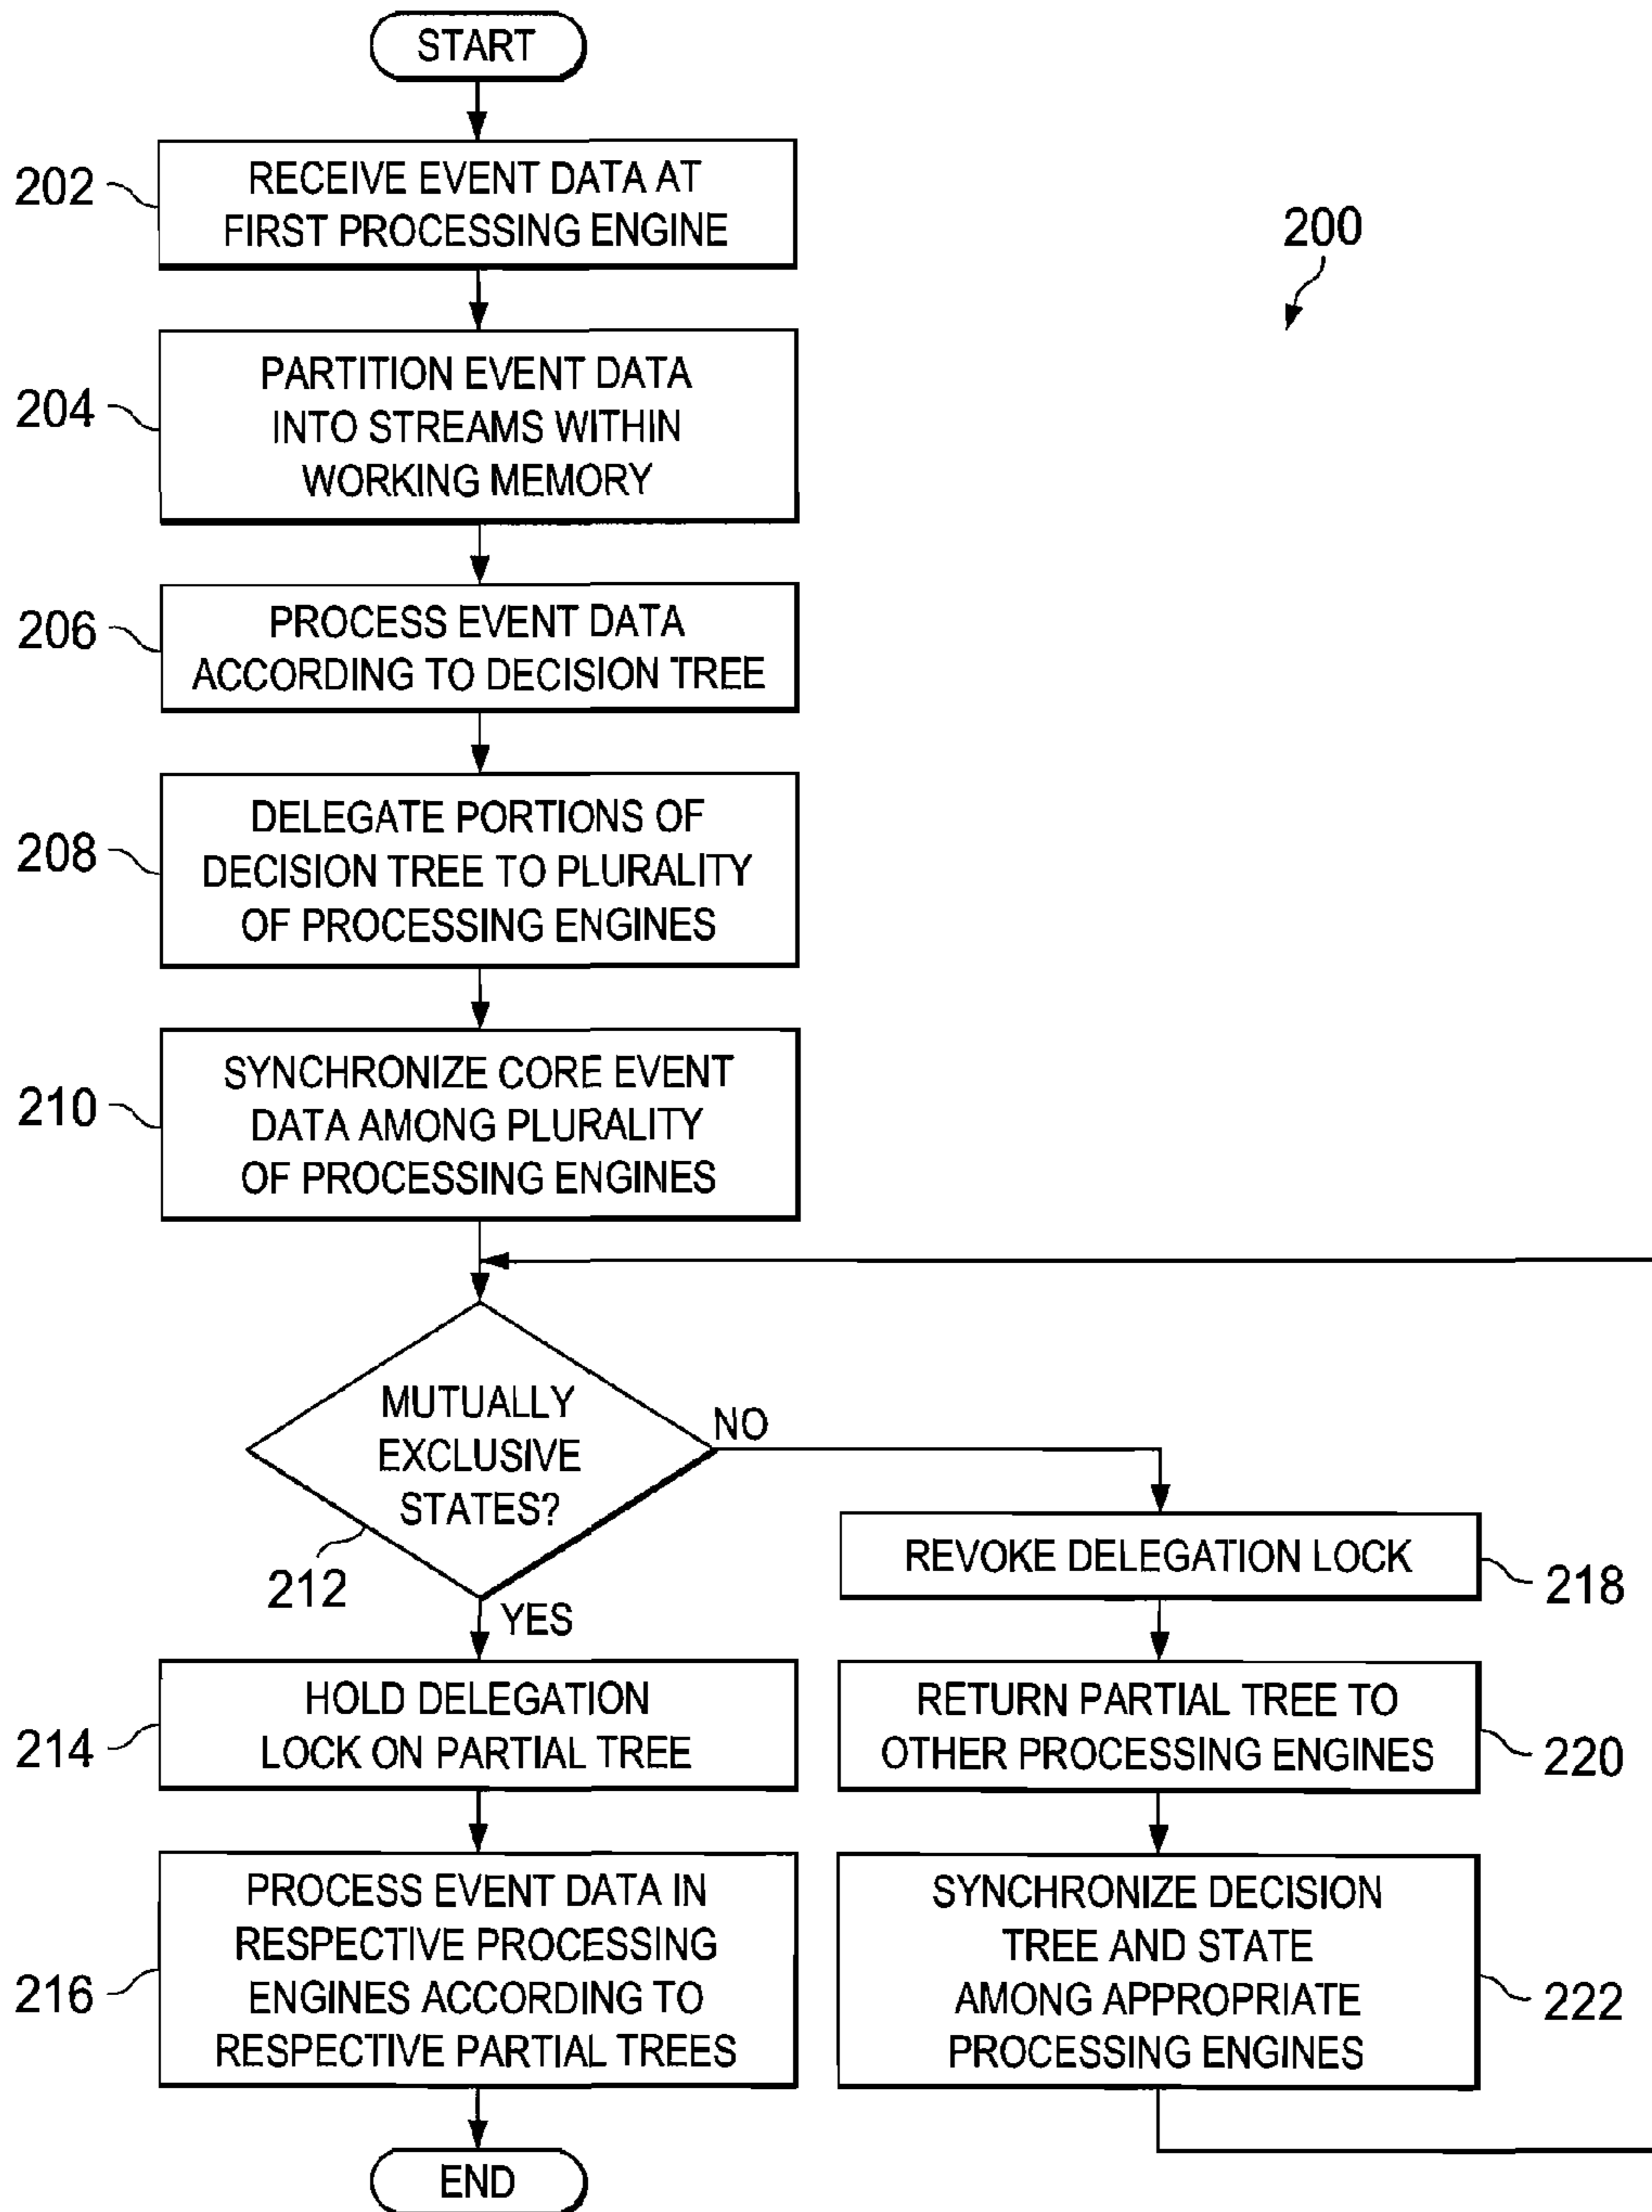 START
202
RECEIVE EVENT DATA AT
FIRST PROCESSING ENGINE
200
204
PARTITION EVENT DATA
INTO STREAMS WITHIN
WORKING MEMORY
206
PROCESS EVENT DATA
ACCORDING TO DECISION TREE
208
DELEGATE PORTIONS OF
DECISION TREE TO PLURALITY
OF PROCESSING ENGINES
210
SYNCHRONIZE CORE EVENT
DATA AMONG PLURALITY
OF PROCESSING ENGINES
MUTUALLY
EXCLUSIVE
STATES?
NO
212
YES
REVOKE DELEGATION LOCK
218
214
HOLD DELEGATION
LOCK ON PARTIAL TREE
RETURN PARTIAL TREE TO
OTHER PROCESSING ENGINES
220
216
PROCESS EVENT DATA IN
RESPECTIVE PROCESSING
ENGINES ACCORDING TO
RESPECTIVE PARTIAL TREES
SYNCHRONIZE DECISION
TREE AND STATE
AMONG APPROPRIATE
PROCESSING ENGINES
222
END